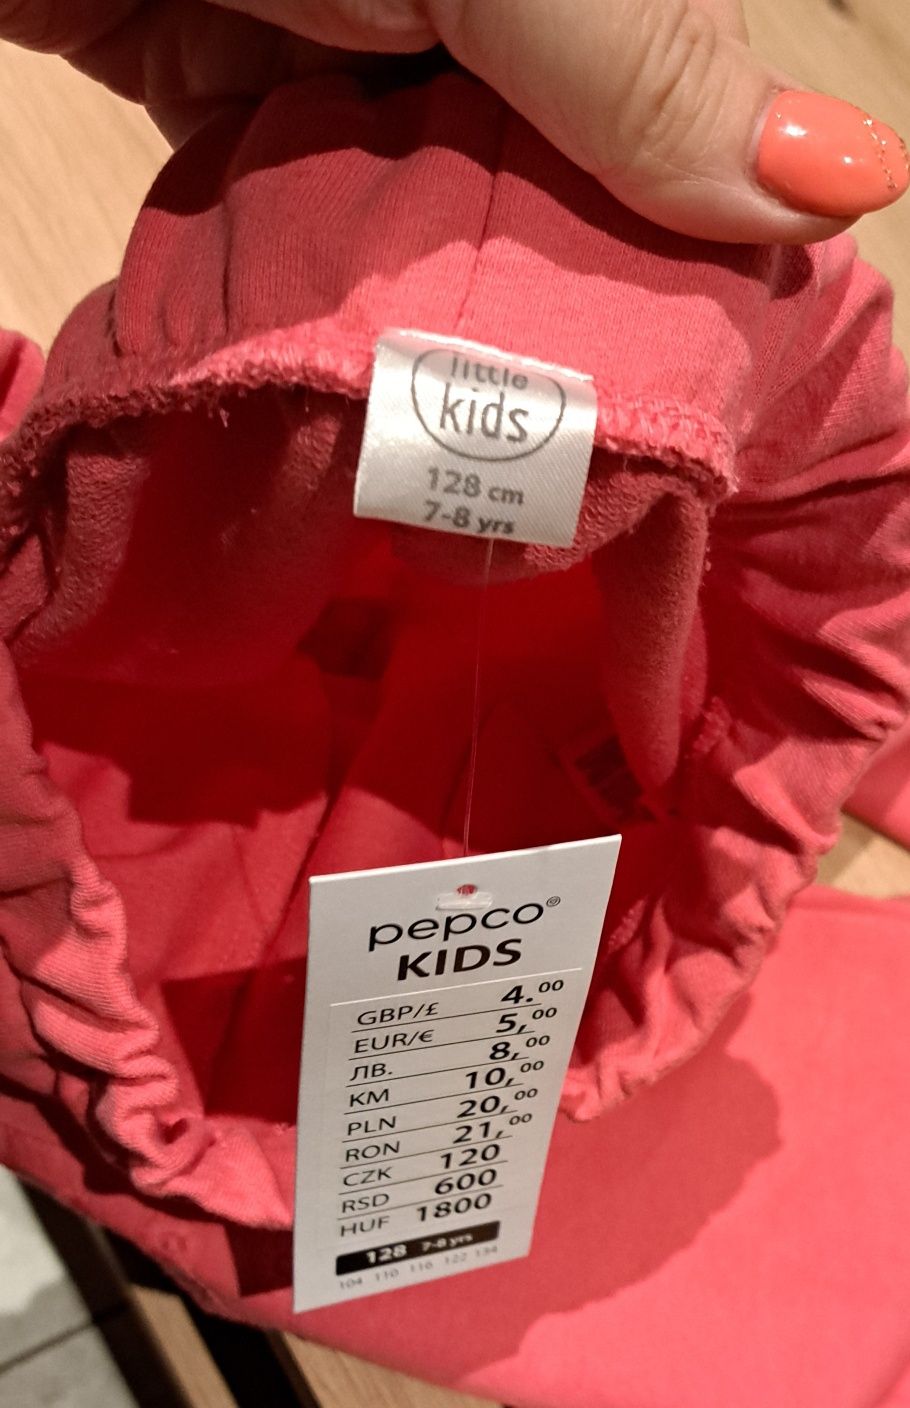 little
kids
128 cm
7-8 yrs
pepco®
KIDS
GBP/£ 4.00
EUR/€ 5,00
ЛВ. 8,00
KM 10,00
PLN 20,00
RON 21,00
CZK 120
RSD 600
HUF 1800
128 7-8 yrs
104 110 116 122 134